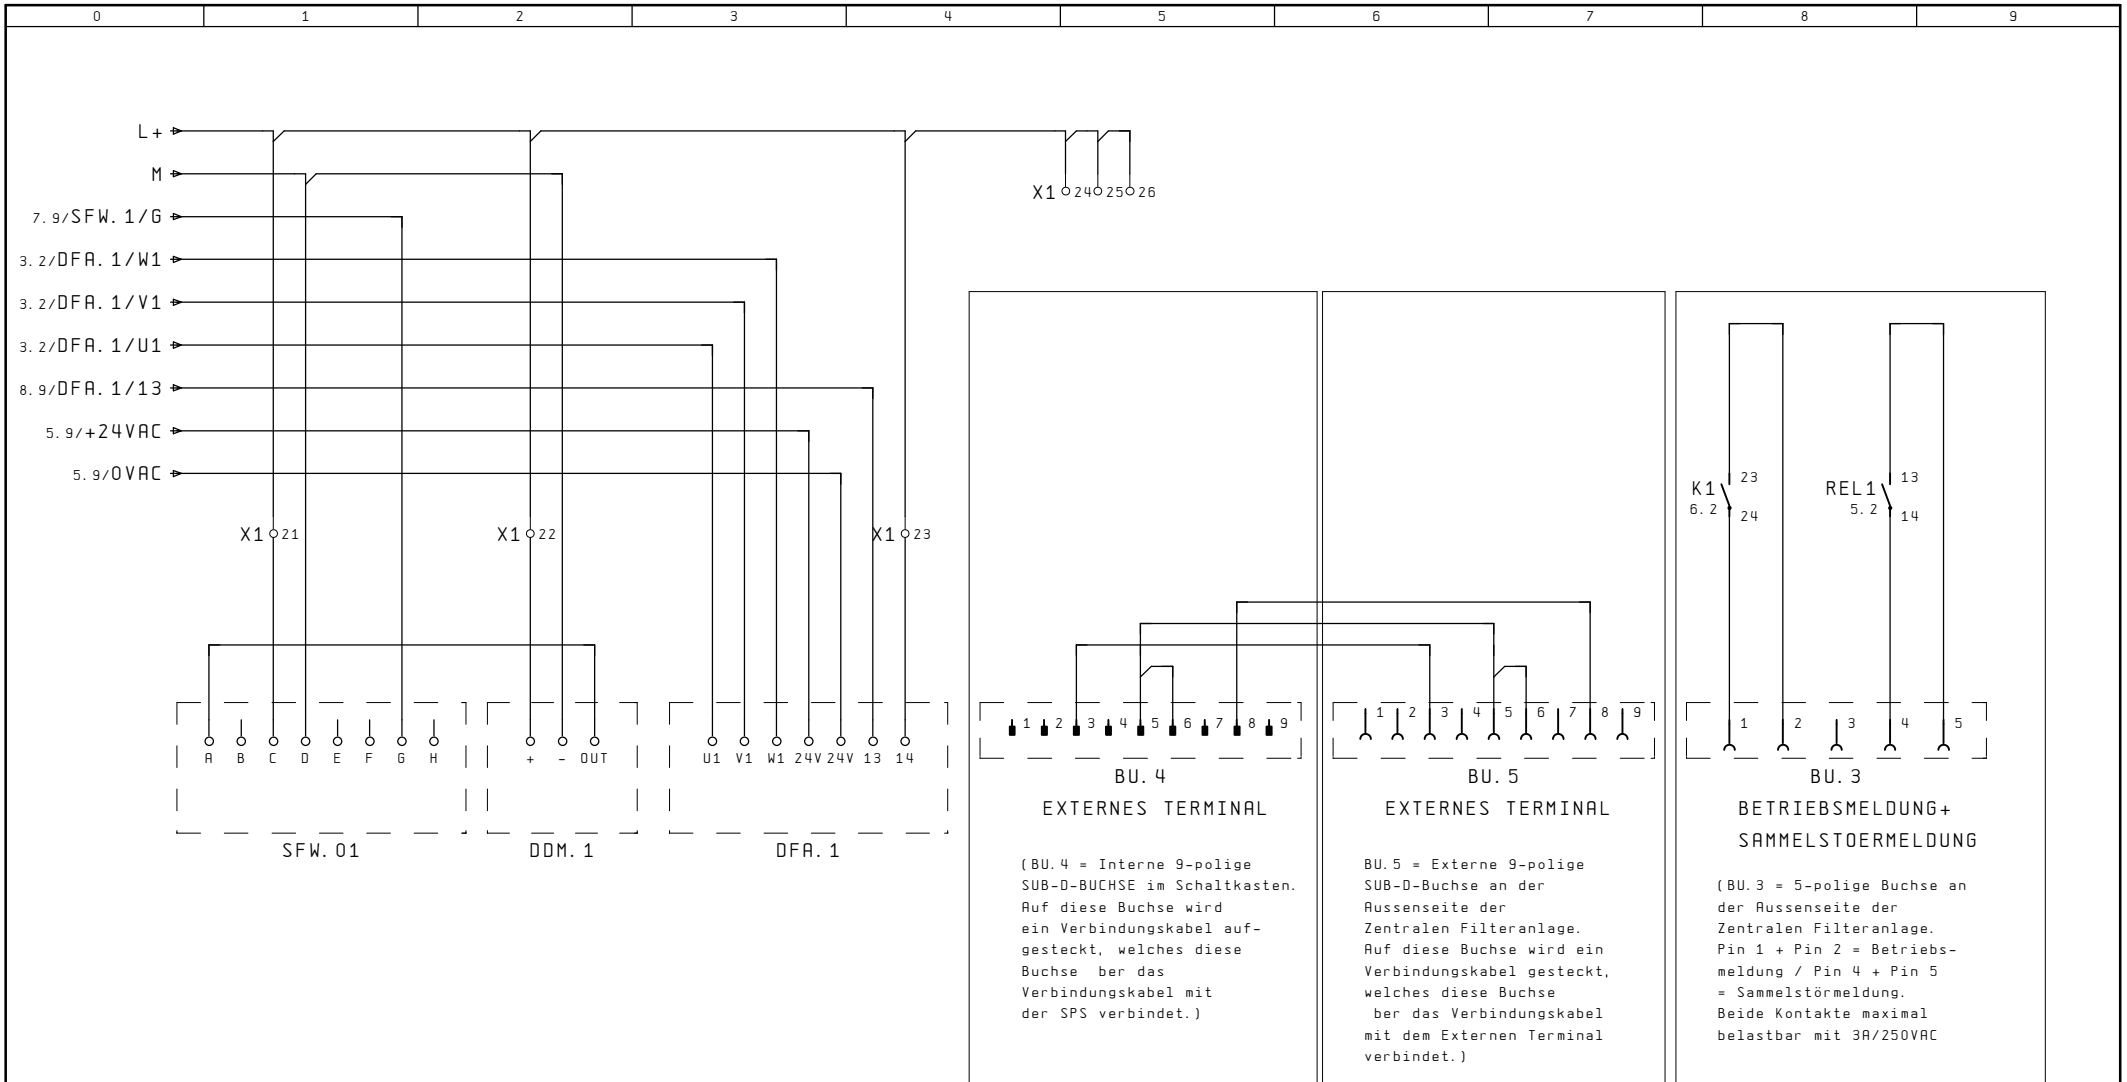 0 1 2 3 4 5 6 7 8 9
L+
M
X1 24 25 26
7.9/SFW.1/G
3.2/DFA.1/W1
3.2/DFA.1/V1
3.2/DFA.1/U1
8.9/DFA.1/13
5.9/+24VAC
5.9/0VAC
K1 23
6.2 24
REL1 13
5.2 14
X1 21
X1 22
X1 23
A B C D E F G H
+ - OUT
U1 V1 W1 24V 24V 13 14
1 2 3 4 5 6 7 8 9
1 2 3 4 5 6 7 8 9
1 2 3 4 5
SFW.01
DDM.1
DFA.1
BU.4
EXTERNES TERMINAL
(BU.4 = Interne 9-polige
SUB-D-BUCHSE im Schaltkasten.
Auf diese Buchse wird
ein Verbindungskabel auf-
gesteckt, welches diese
Buchse ber das
Verbindungskabel mit
der SPS verbindet.)
BU.5
EXTERNES TERMINAL
BU.5 = Externe 9-polige
SUB-D-Buchse an der
Aussenseite der
Zentralen Filteranlage.
Auf diese Buchse wird ein
Verbindungskabel gesteckt,
welches diese Buchse
ber das Verbindungskabel
mit dem Externen Terminal
verbindet.)
BU.3
BETRIEBSMELDUNG+
SAMMELSTOERMELDUNG
(BU.3 = 5-polige Buchse an
der Aussenseite der
Zentralen Filteranlage.
Pin 1 + Pin 2 = Betriebs-
meldung / Pin 4 + Pin 5
= Sammelstörmeldung.
Beide Kontakte maximal
belastbar mit 3A/250VAC